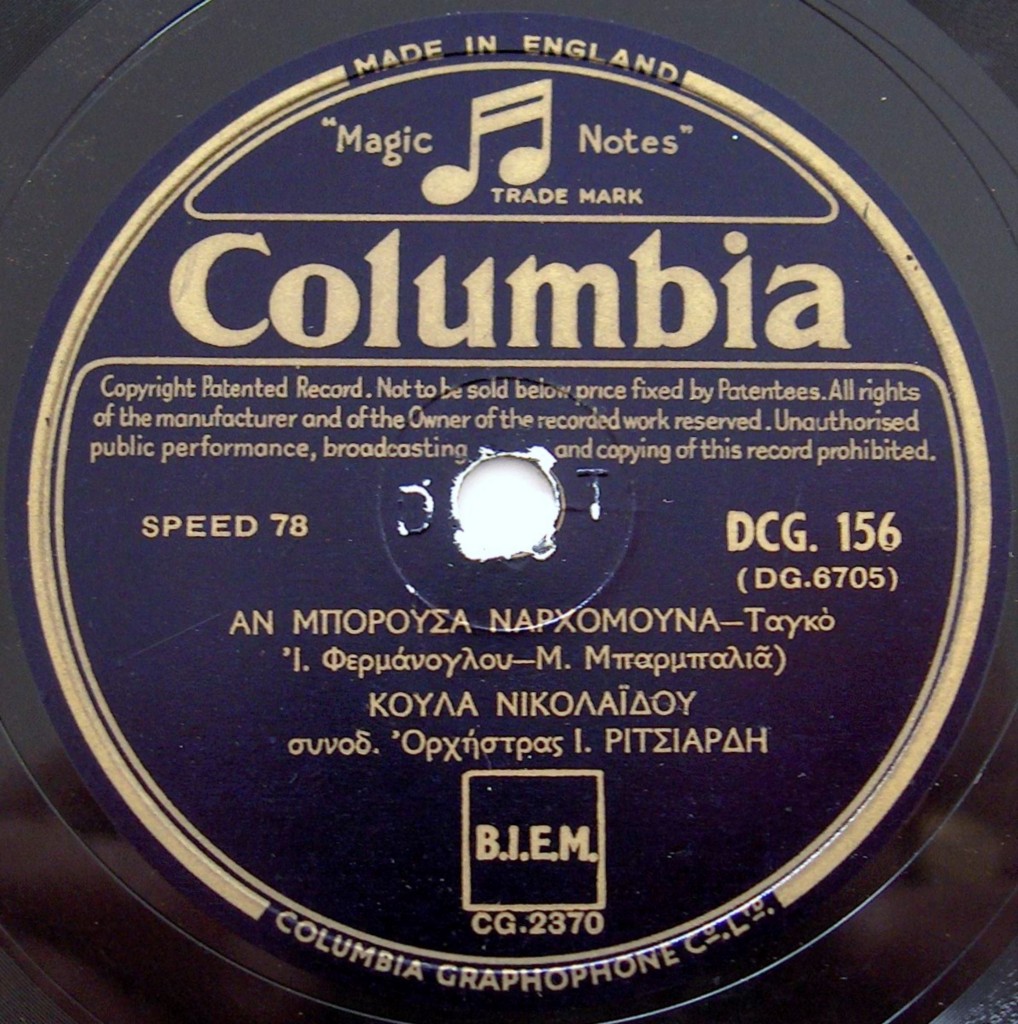 MADE IN ENGLAND
"Magic Notes"
TRADE MARK
Columbia
Copyright Patented Record. Not to be sold below price fixed by Patentees. All rights
of the manufacturer and of the Owner of the recorded work reserved. Unauthorised
public performance, broadcasting and copying of this record prohibited.
D T
SPEED 78
DCG. 156
(DG.6705)
ΑΝ ΜΠΟΡΟΥΣΑ ΝΑΡΧΟΜΟΥΝΑ—Ταγκὸ
'Ι. Φερμάνογλου—Μ. Μπαρμπαλιᾶ)
ΚΟΥΛΑ ΝΙΚΟΛΑΪΔΟΥ
συνοδ. 'Ορχήστρας Ι. ΡΙΤΣΙΑΡΔΗ
B.I.E.M.
CG.2370
COLUMBIA GRAPHOPHONE Co. LTD.